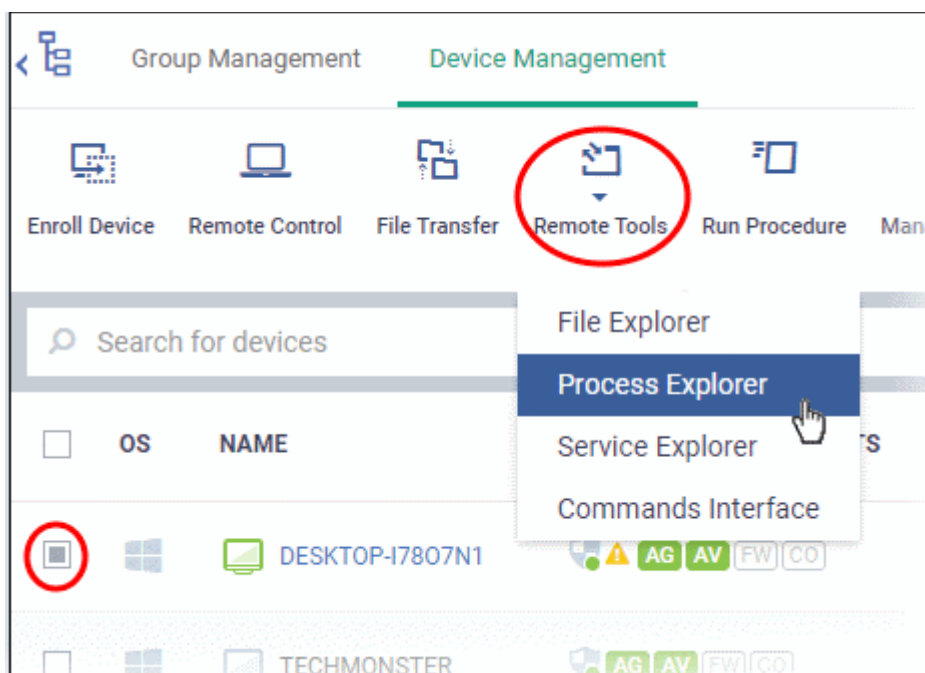 Group Management Device Management
Enroll Device Remote Control File Transfer Remote Tools Run Procedure
Search for devices
File Explorer
Process Explorer
OS NAME
Service Explorer
Commands Interface
DESKTOP-I78O7N1 AG AV FW CO
TECHMONSTER AG AV FW CO